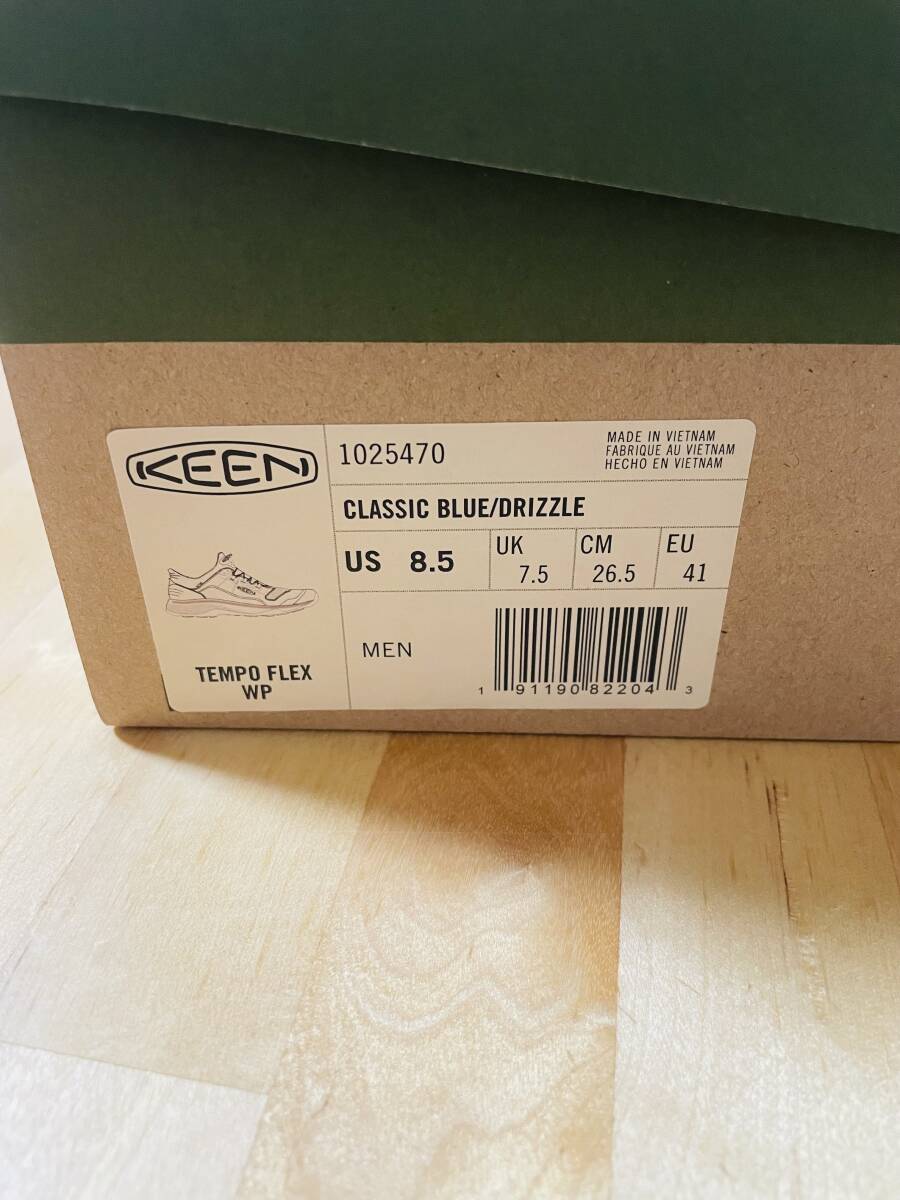 KEEN
1025470
MADE IN VIETNAM
FABRIQUE AU VIETNAM
HECHO EN VIETNAM
CLASSIC BLUE/DRIZZLE
US 8.5
UK 7.5
CM 26.5
EU 41
KEEN
TEMPO FLEX
WP
MEN
1 91190 82204 3